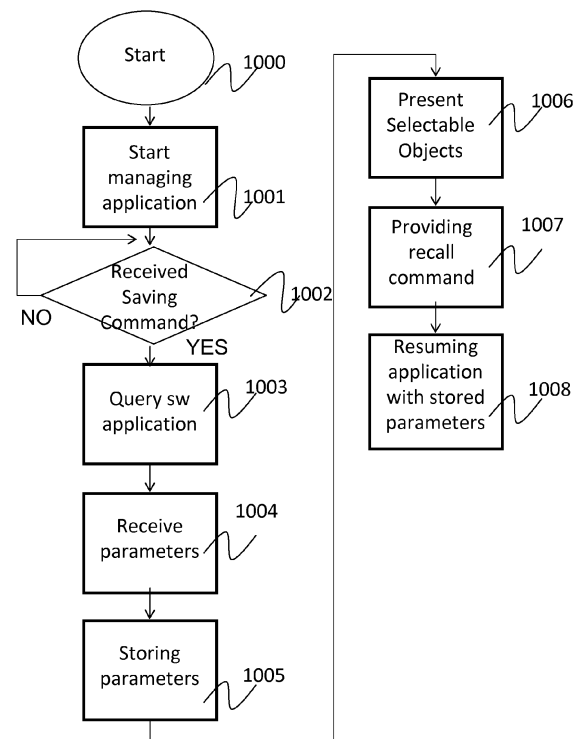 Start
1000
Start
managing
application
1001
Received
Saving
Command?
1002
NO
YES
Query sw
application
1003
Receive
parameters
1004
Storing
parameters
1005
Present
Selectable
Objects
1006
Providing
recall
command
1007
Resuming
application
with stored
parameters
1008